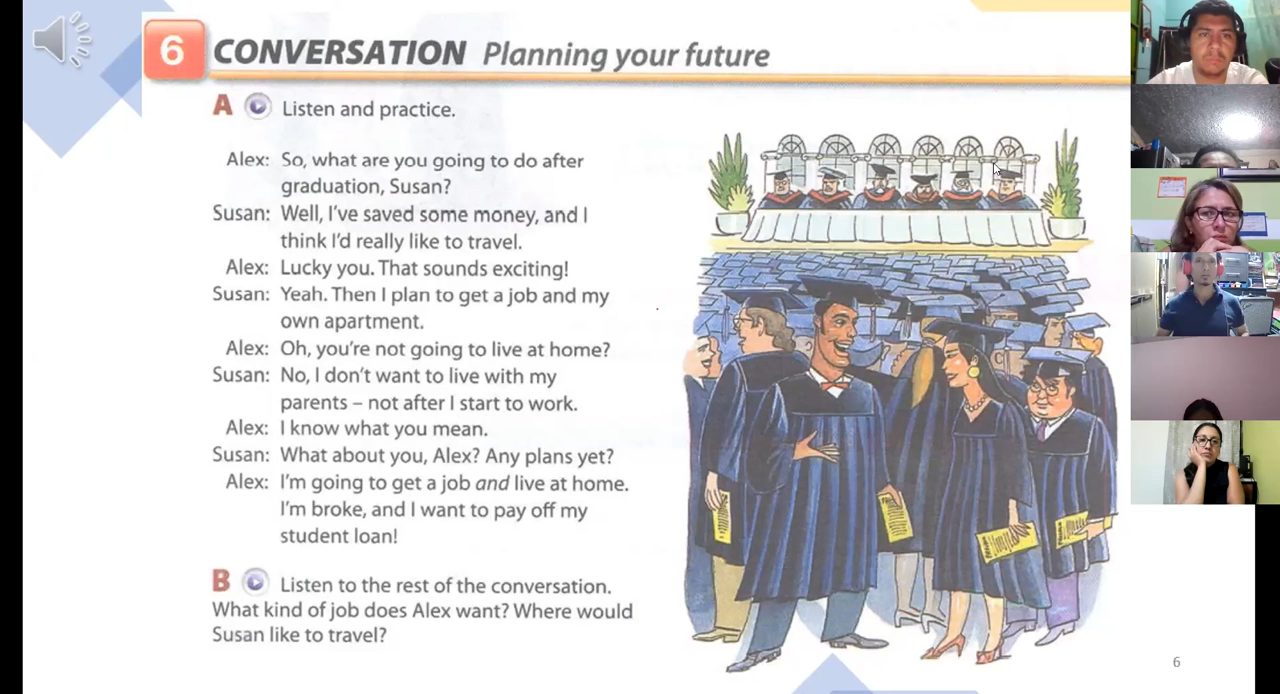 6 CONVERSATION Planning your future
A Listen and practice.
Alex: So, what are you going to do after
graduation, Susan?
Susan: Well, I've saved some money, and I
think I'd really like to travel.
Alex: Lucky you. That sounds exciting!
Susan: Yeah. Then I plan to get a job and my
own apartment.
Alex: Oh, you're not going to live at home?
Susan: No, I don't want to live with my
parents – not after I start to work.
Alex: I know what you mean.
Susan: What about you, Alex? Any plans yet?
Alex: I'm going to get a job and live at home.
I'm broke, and I want to pay off my
student loan!
B Listen to the rest of the conversation.
What kind of job does Alex want? Where would
Susan like to travel?
6